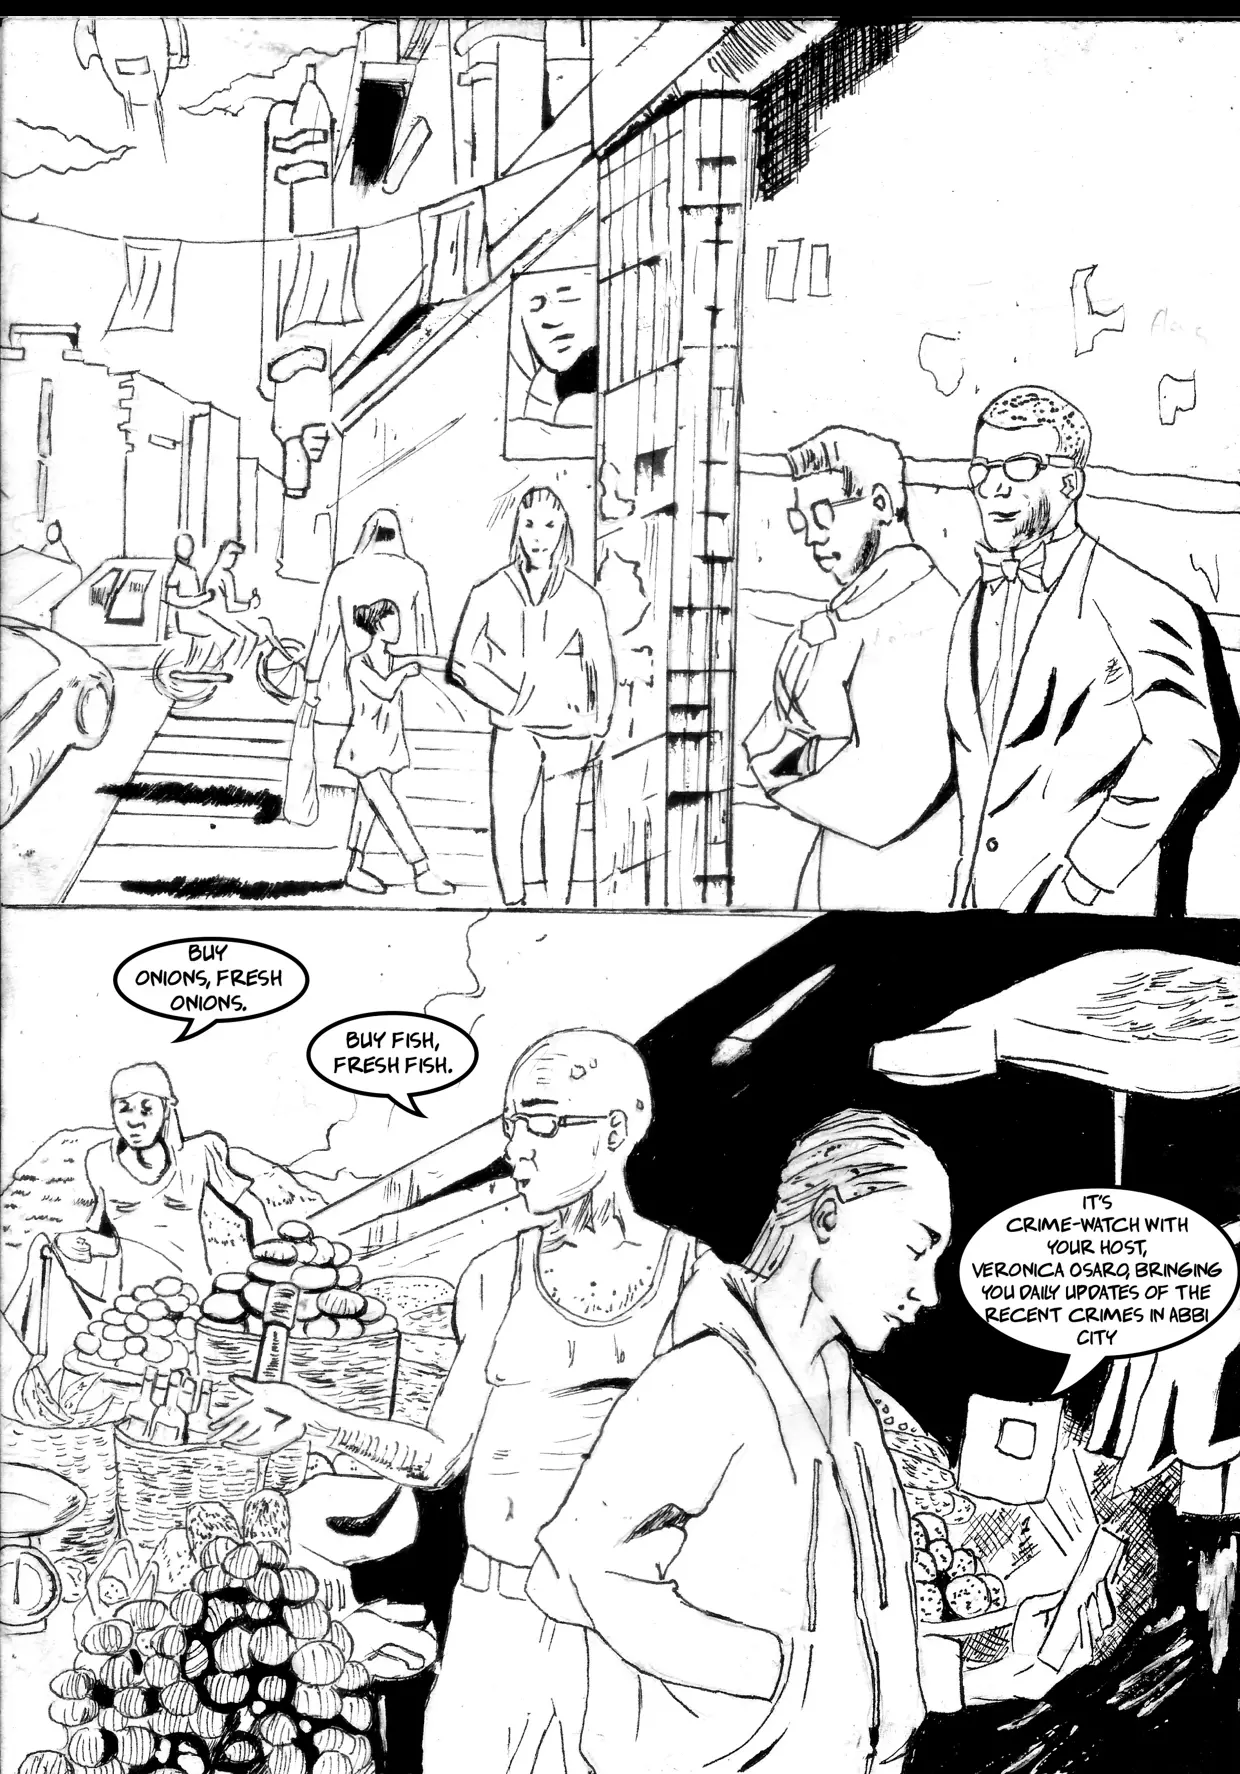 BUY
ONIONS, FRESH
ONIONS.
BUY FISH,
FRESH FISH.
IT'S
CRIME-WATCH WITH
YOUR HOST,
VERONICA OSARO, BRINGING
YOU DAILY UPDATES OF THE
RECENT CRIMES IN ABBI
CITY